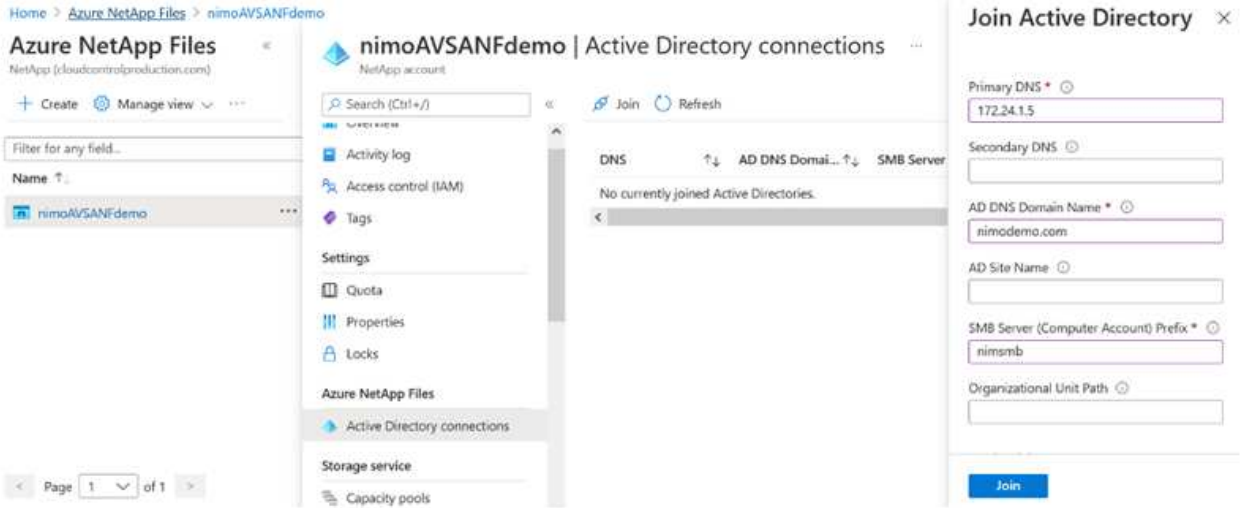 Home > Azure NetApp Files > nimoAVSANFdemo
Azure NetApp Files «
NetApp (cloudcontrolproduction.com)
+ Create Manage view ...
Filter for any field...
Name ↑
nimoAVSANFdemo ...
< Page 1 of 1 >
nimoAVSANFdemo | Active Directory connections ...
NetApp account
Search (Ctrl+/) «
Overview
Activity log
Access control (IAM)
Tags
Settings
Quota
Properties
Locks
Azure NetApp Files
Active Directory connections
Storage service
Capacity pools
Join Refresh
DNS ↑↓ AD DNS Domai... ↑↓ SMB Server
No currently joined Active Directories.
Join Active Directory ×
Primary DNS *
172.24.1.5
Secondary DNS
AD DNS Domain Name *
nimodemo.com
AD Site Name
SMB Server (Computer Account) Prefix *
nimsmb
Organizational Unit Path
Join